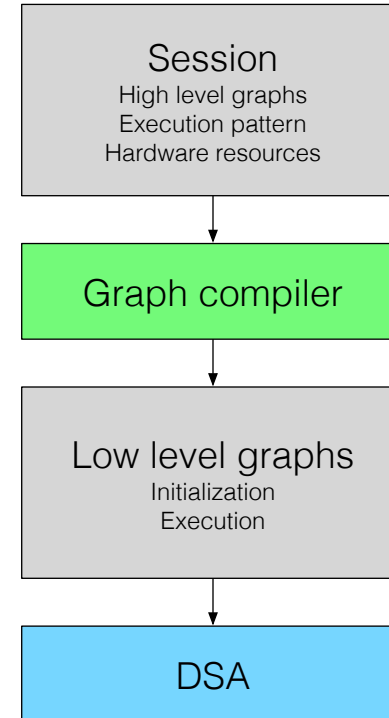 Session
High level graphs
Execution pattern
Hardware resources
Graph compiler
Low level graphs
Initialization
Execution
DSA